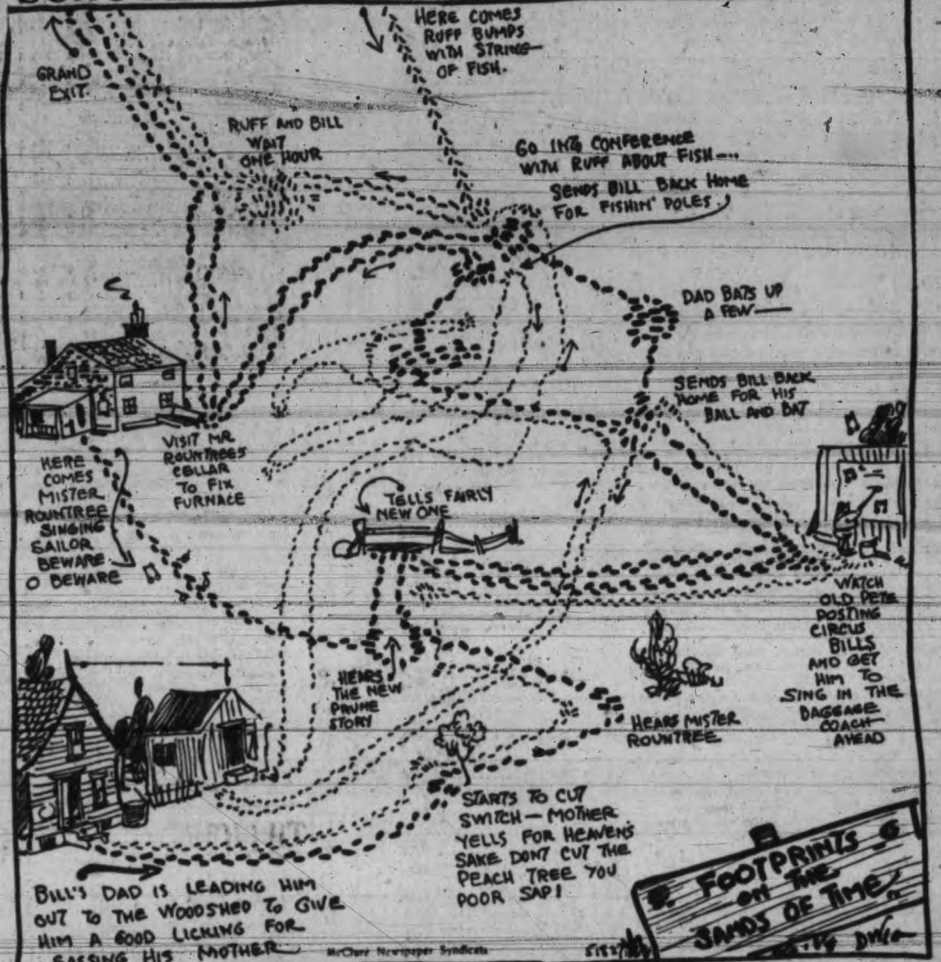 HERE COMES
RUFF BUMPS
WITH STRING—
OF FISH.
GRAND
EXIT.
RUFF AND BILL
WAIT
ONE HOUR
GO INTO CONFERENCE
WITH RUFF ABOUT FISH—--
SENDS BILL BACK HOME
FOR FISHIN' POLES
DAD BATS UP
A FEW——
SENDS BILL BACK
HOME FOR HIS
BALL AND BAT
VISIT MR
ROUNTREES
CELLAR
TO FIX
FURNACE
HERE
COMES
MISTER
ROUNTREE
SINGING
SAILOR
BEWARE
O BEWARE
TELLS FAIRLY
NEW ONE
WATCH
OLD PETE
POSTING
CIRCUS
BILLS
AND GET
HIM TO
SING IN THE
BAGGAGE
COACH
AHEAD
HEARS
THE NEW
PRUNE
STORY
HEARS MISTER
ROUNTREE
STARTS TO CUT
SWITCH — MOTHER
YELLS FOR HEAVENS
SAKE DONT CUT THE
PEACH TREE YOU
POOR SAP!
BILL'S DAD IS LEADING HIM
OUT TO THE WOODSHED TO GIVE
HIM A GOOD LICKING FOR
SASSING HIS MOTHER
McClure Newspaper Syndicate
FOOTPRINTS
ON THE
SANDS OF TIME
DWIG